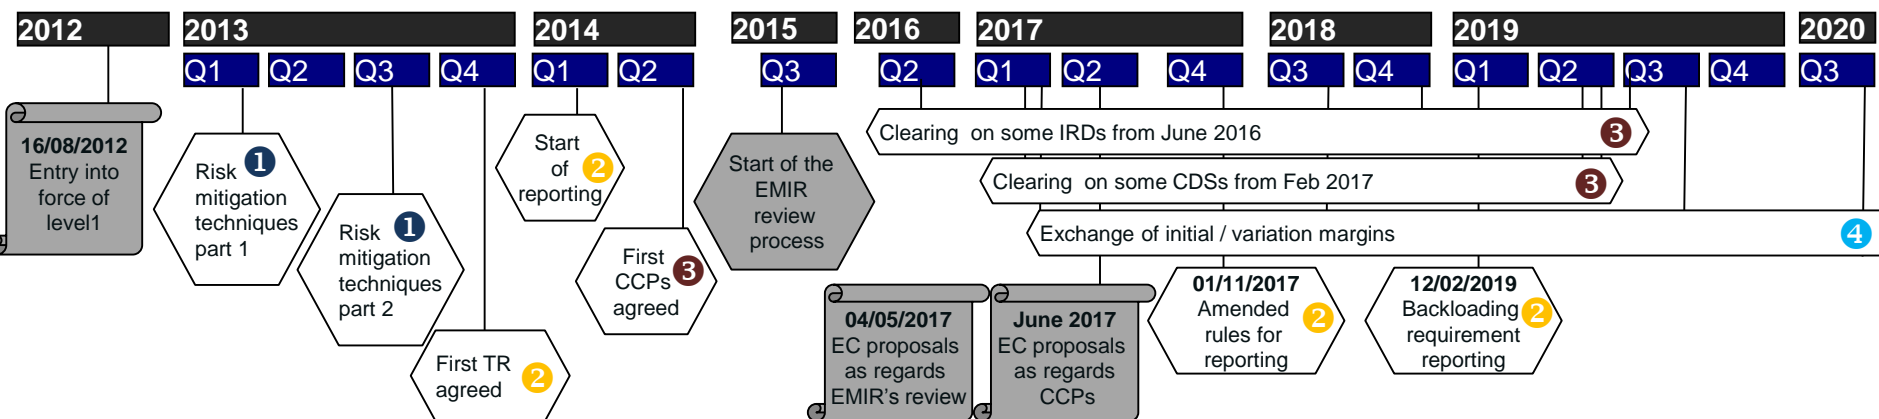 2012 2013 2014 2015 2016 2017 2018 2019 2020
Q1 Q2 Q3 Q4 Q1 Q2 Q3 Q2 Q1 Q2 Q4 Q3 Q4 Q1 Q2 Q3 Q4 Q3
16/08/2012
Entry into
force of
level1
Risk 1
mitigation
techniques
part 1
Risk 1
mitigation
techniques
part 2
First TR
agreed 2
Start
of 2
reporting
First
CCPs 3
agreed
Start of the
EMIR
review
process
Clearing on some IRDs from June 2016 3
Clearing on some CDSs from Feb 2017 3
Exchange of initial / variation margins 4
04/05/2017
EC proposals
as regards
EMIR's review
June 2017
EC proposals
as regards
CCPs
01/11/2017
Amended
rules for 2
reporting
12/02/2019
Backloading 2
requirement
reporting